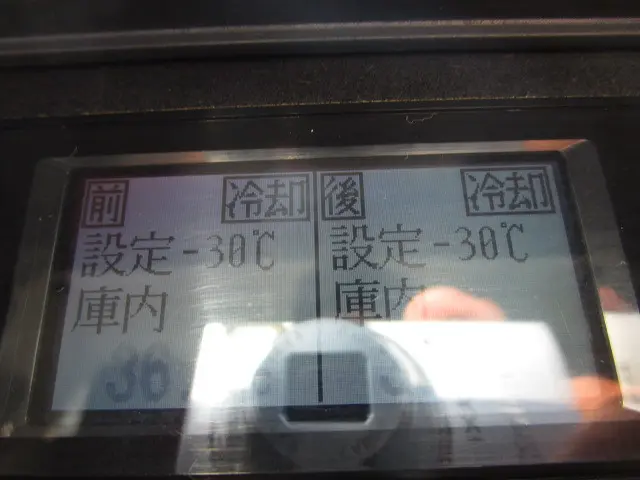 前 冷却
設定-30℃
庫内
後 冷却
設定-30℃
庫内